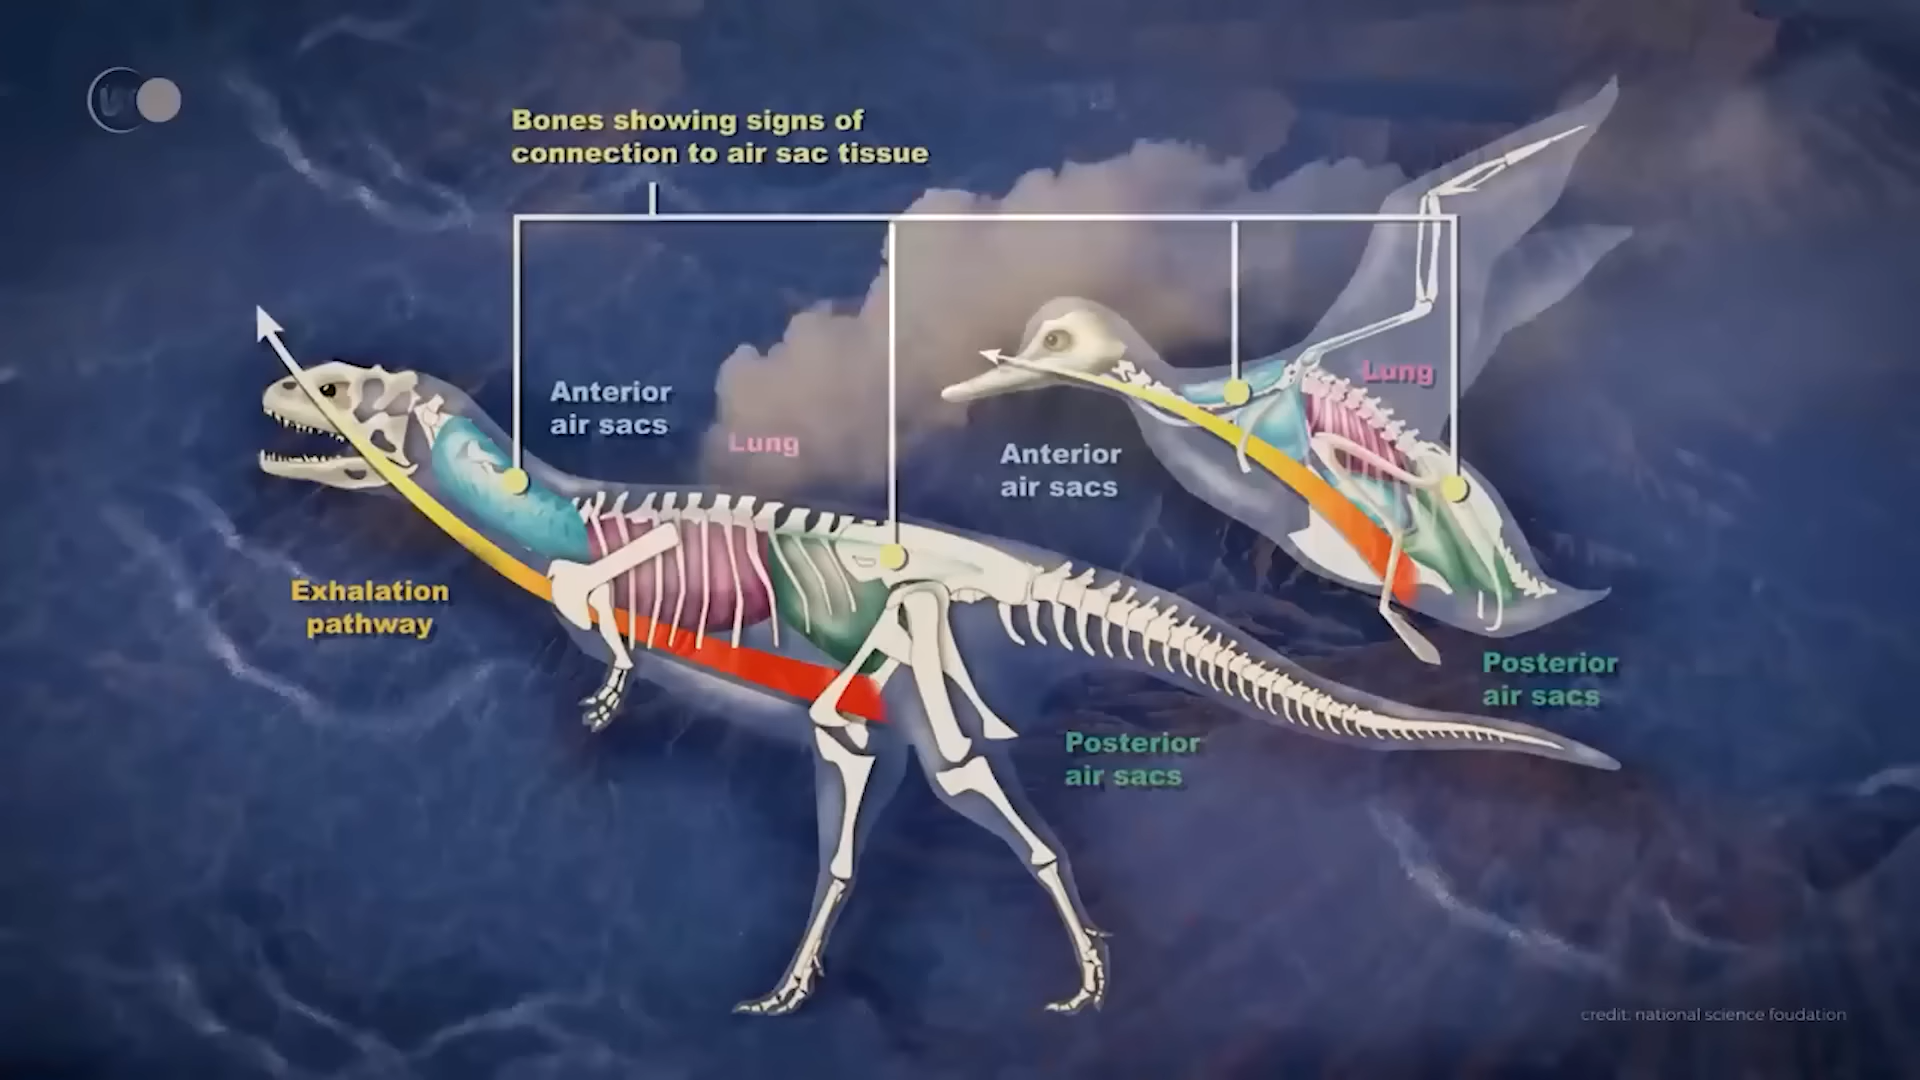 Bones showing signs of
connection to air sac tissue
Anterior
air sacs
Lung
Lung
Anterior
air sacs
Exhalation
pathway
Posterior
air sacs
Posterior
air sacs
credit: national science foudation